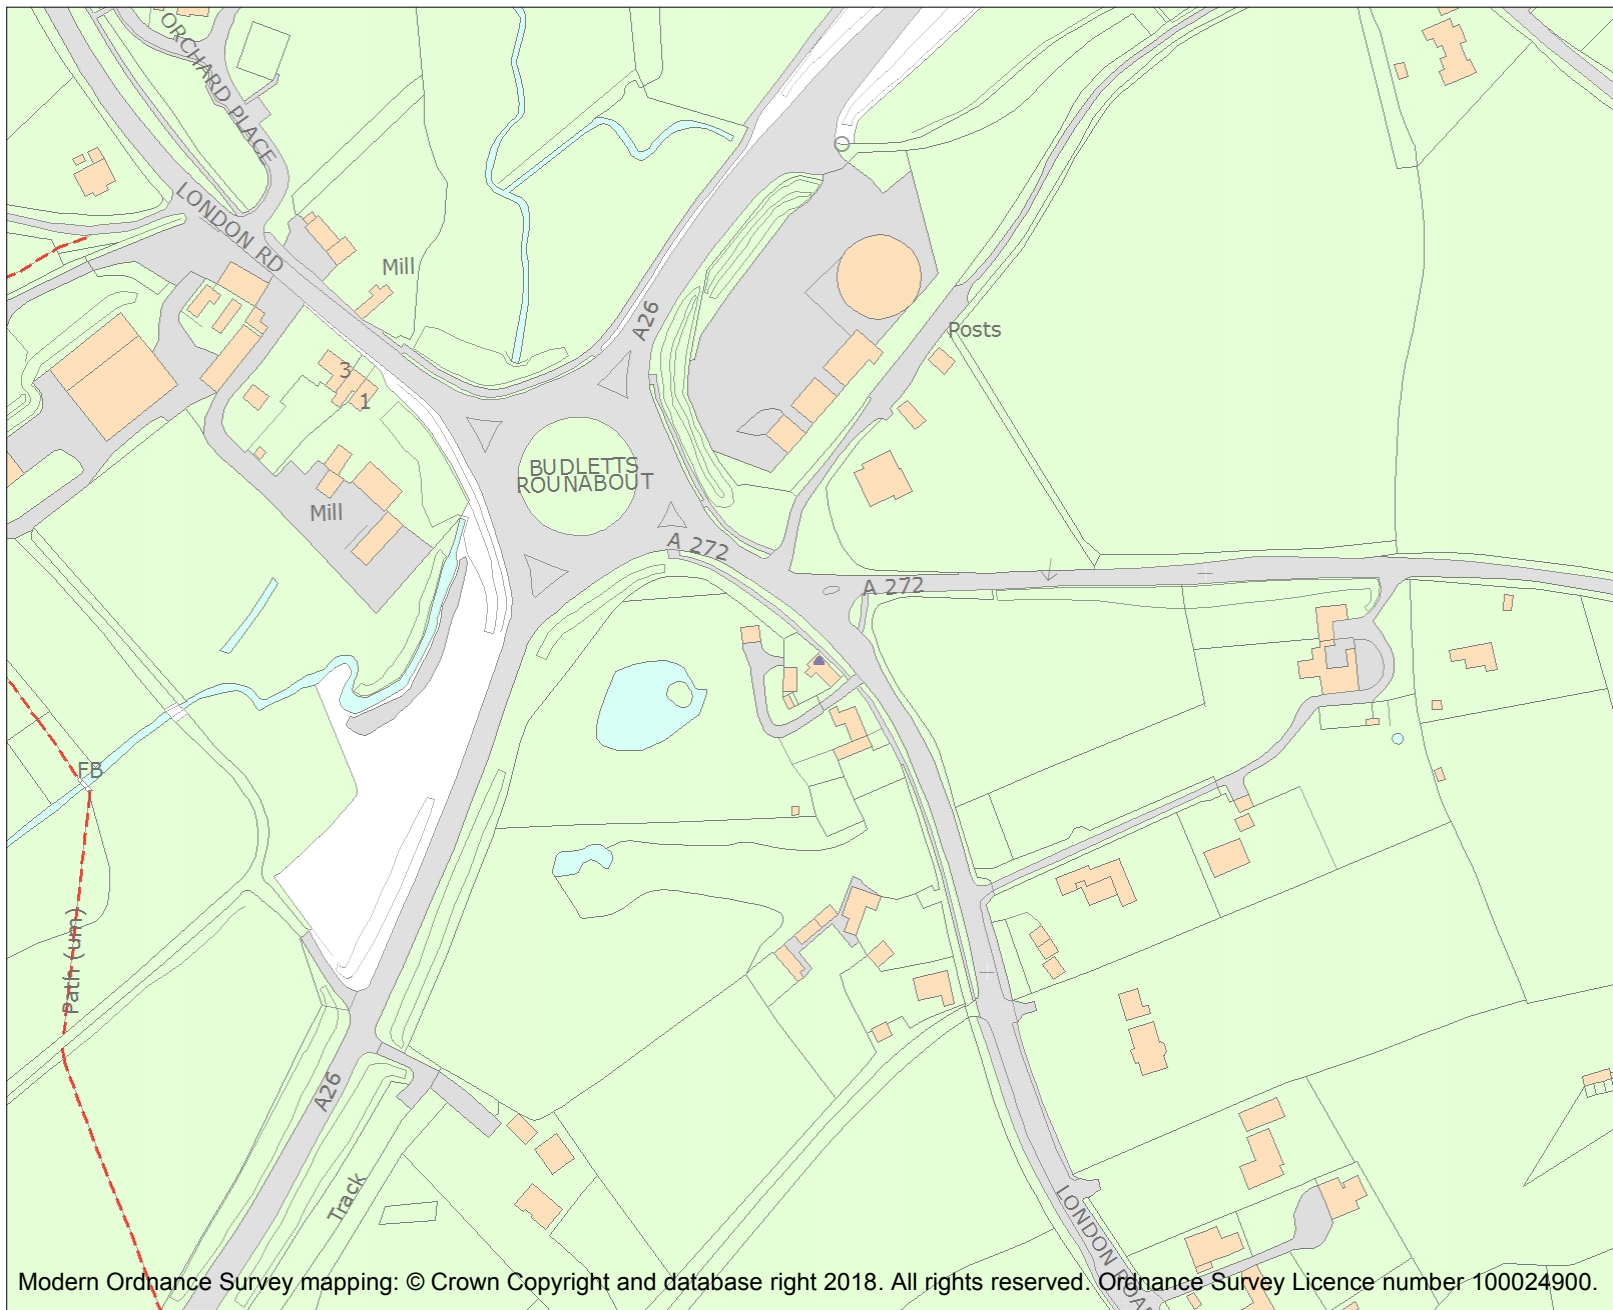 ORCHARD PLACE
LONDON RD
Mill
A26
Posts
3
1
BUDLETTS
ROUNABOUT
Mill
A 272
A 272
FB
Path (um)
A26
Track
LONDON ROAD
Modern Ordnance Survey mapping: © Crown Copyright and database right 2018. All rights reserved. Ordnance Survey Licence number 100024900.